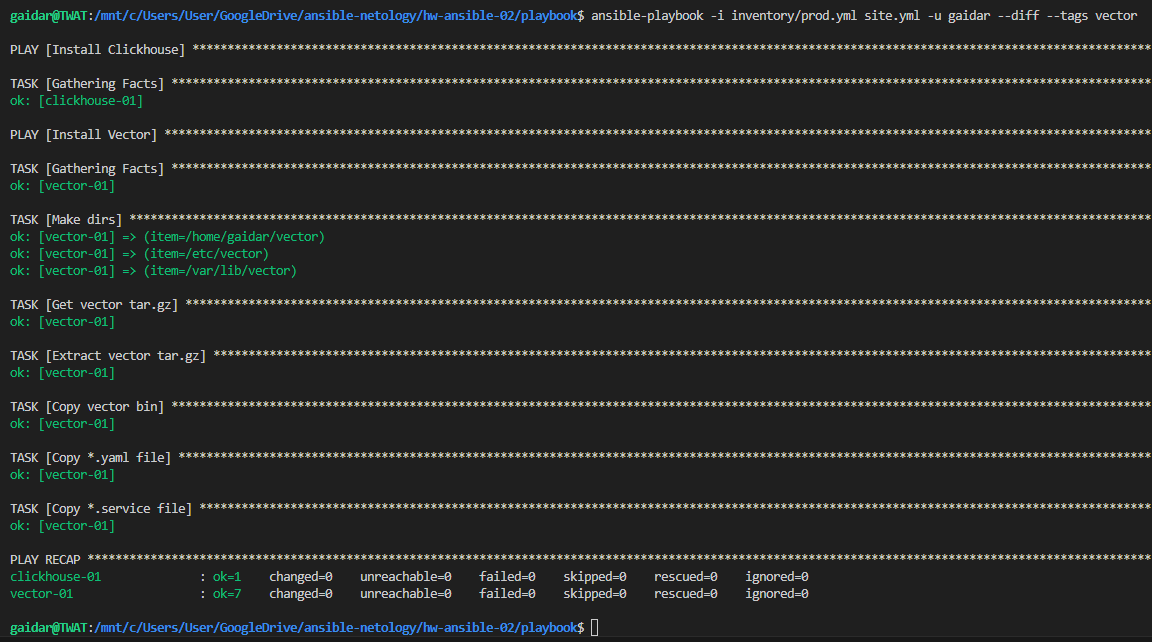 gaidar@TWAT:/mnt/c/Users/User/GoogleDrive/ansible-netology/hw-ansible-02/playbook$ ansible-playbook -i inventory/prod.yml site.yml -u gaidar --diff --tags vector
PLAY [Install Clickhouse] ************************************************************************************************************************************
TASK [Gathering Facts] ***************************************************************************************************************************************
ok: [clickhouse-01]
PLAY [Install Vector] ****************************************************************************************************************************************
TASK [Gathering Facts] ***************************************************************************************************************************************
ok: [vector-01]
TASK [Make dirs] *********************************************************************************************************************************************
ok: [vector-01] => (item=/home/gaidar/vector)
ok: [vector-01] => (item=/etc/vector)
ok: [vector-01] => (item=/var/lib/vector)
TASK [Get vector tar.gz] *************************************************************************************************************************************
ok: [vector-01]
TASK [Extract vector tar.gz] *********************************************************************************************************************************
ok: [vector-01]
TASK [Copy vector bin] ***************************************************************************************************************************************
ok: [vector-01]
TASK [Copy *.yaml file] **************************************************************************************************************************************
ok: [vector-01]
TASK [Copy *.service file] ***********************************************************************************************************************************
ok: [vector-01]
PLAY RECAP ***************************************************************************************************************************************************
clickhouse-01              : ok=1    changed=0    unreachable=0    failed=0    skipped=0    rescued=0    ignored=0
vector-01                  : ok=7    changed=0    unreachable=0    failed=0    skipped=0    rescued=0    ignored=0
gaidar@TWAT:/mnt/c/Users/User/GoogleDrive/ansible-netology/hw-ansible-02/playbook$